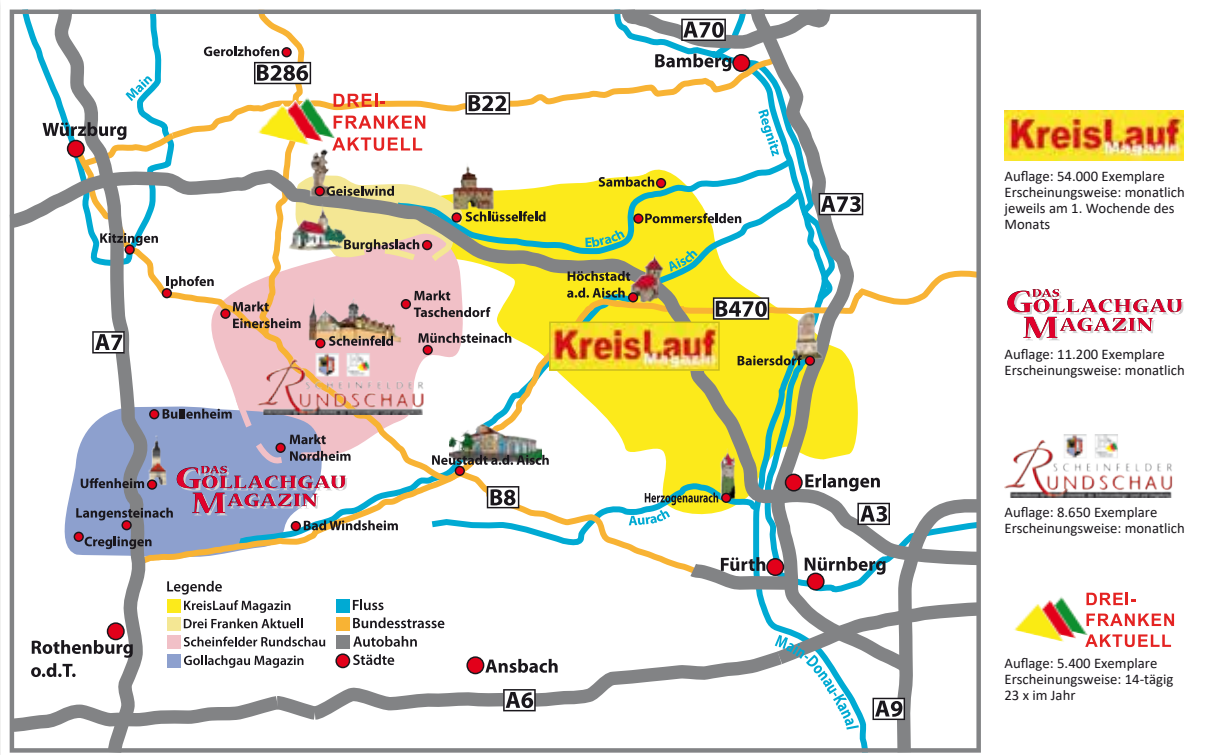 A70
Gerolzhofen
Bamberg
B286
Main
DREI-
FRANKEN
AKTUELL
B22
Regnitz
Würzburg
Geiselwind
Sambach
Schlüsselfeld
Pommersfelden
A73
Kitzingen
Burghaslach
Ebrach
Aisch
Iphofen
Höchstadt
a.d. Aisch
Markt
Einersheim
Markt
Taschendorf
B470
A7
Scheinfeld
Münchsteinach
KreisLauf
Magazin
Baiersdorf
SCHEINFELDER
RUNDSCHAU
Bullenheim
Markt
Nordheim
Neustadt a.d. Aisch
Uffenheim
DAS
GOLLACHGAU
MAGAZIN
Erlangen
B8
Herzogenaurach
Langensteinach
Bad Windsheim
Aurach
A3
Creglingen
Fürth
Nürnberg
Legende
KreisLauf Magazin
Drei Franken Aktuell
Scheinfelder Rundschau
Gollachgau Magazin
Fluss
Bundesstrasse
Autobahn
Städte
Rothenburg
o.d.T.
Ansbach
Main-Donau-Kanal
A6
A9
KreisLauf
Magazin
Auflage: 54.000 Exemplare
Erscheinungsweise: monatlich
jeweils am 1. Wochende des
Monats
DAS
GOLLACHGAU
MAGAZIN
Auflage: 11.200 Exemplare
Erscheinungsweise: monatlich
SCHEINFELDER
RUNDSCHAU
Auflage: 8.650 Exemplare
Erscheinungsweise: monatlich
DREI-
FRANKEN
AKTUELL
Auflage: 5.400 Exemplare
Erscheinungsweise: 14-tägig
23 x im Jahr